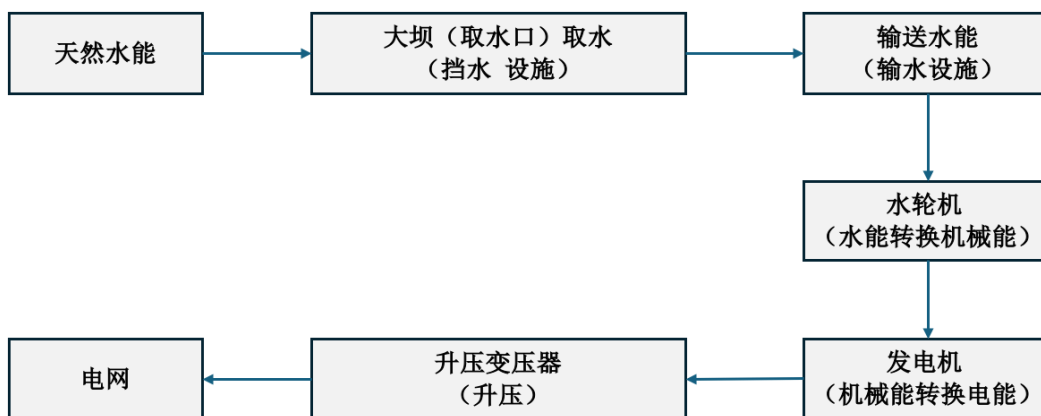 天然水能
大坝（取水口）取水
（挡水 设施）
输送水能
（输水设施）
水轮机
（水能转换机械能）
发电机
（机械能转换电能）
升压变压器
（升压）
电网